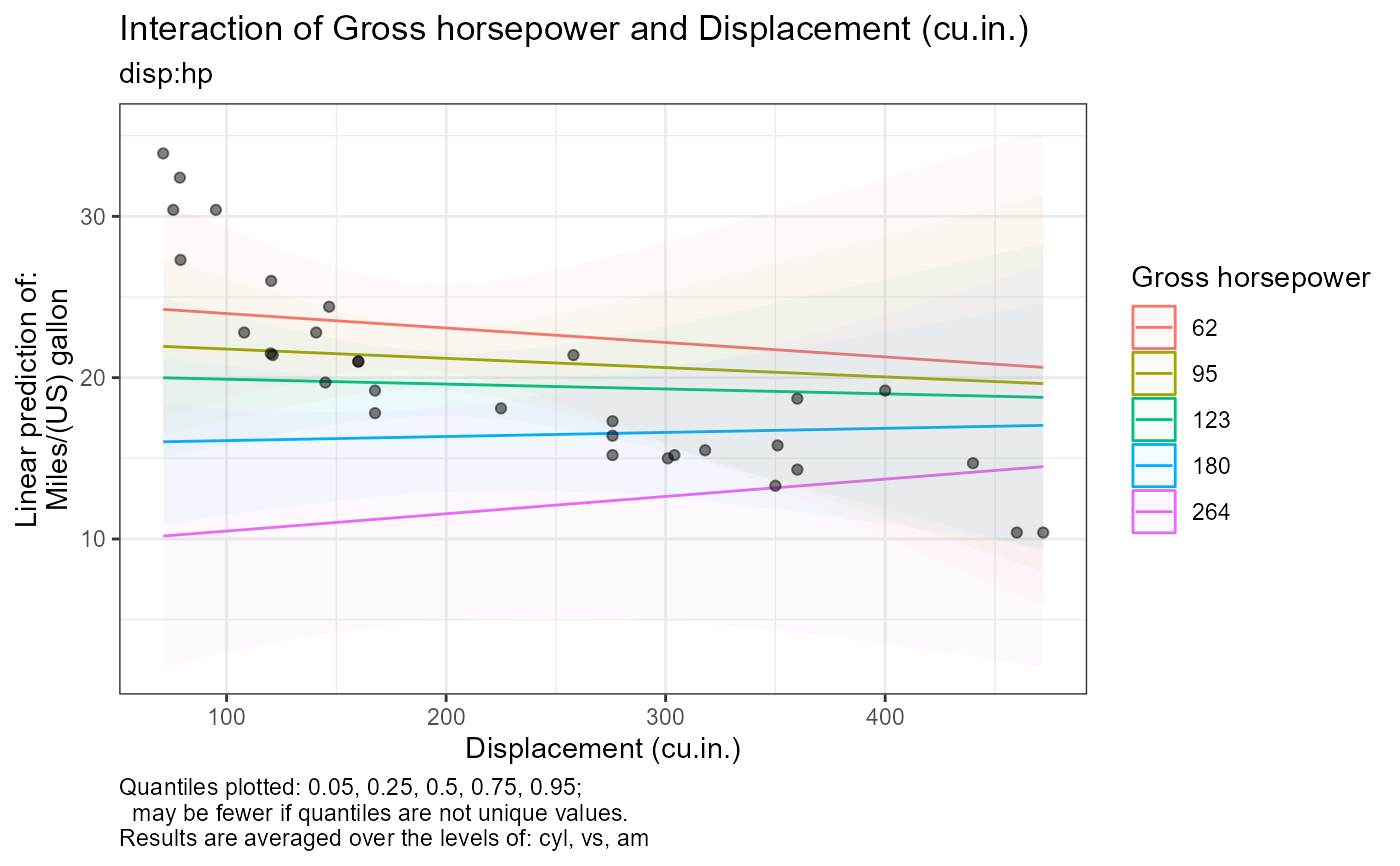 Interaction of Gross horsepower and Displacement (cu.in.)
disp:hp
Linear prediction of:
Miles/(US) gallon
30
20
10
100
200
300
400
Displacement (cu.in.)
Gross horsepower
62
95
123
180
264
Quantiles plotted: 0.05, 0.25, 0.5, 0.75, 0.95;
may be fewer if quantiles are not unique values.
Results are averaged over the levels of: cyl, vs, am